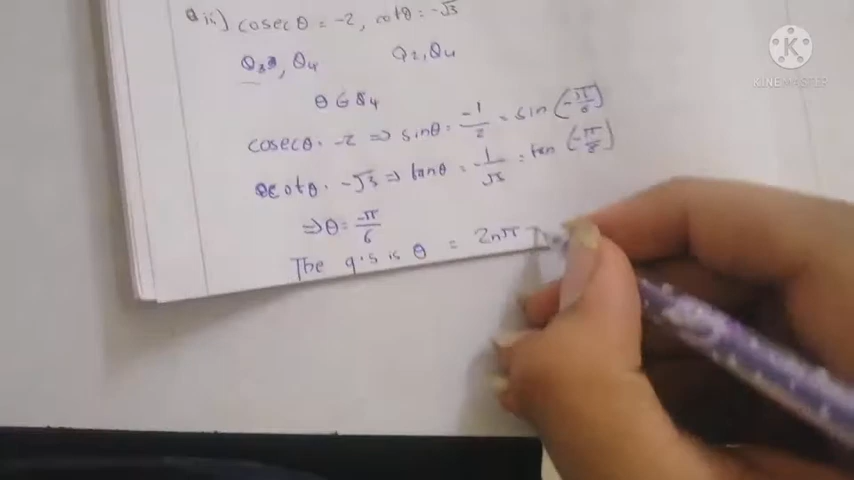 ii) cosec θ = -2, cot θ = -√3
Q3, Q4 Q2, Q4
θ ∈ Q4
cosec θ = -2 ⇒ sin θ = -1/2 = sin (-π/6)
cot θ = -√3 ⇒ tan θ = -1/√3 = tan (-π/6)
⇒ θ = -π/6
The g.s is θ = 2nπ
KINEMASTER